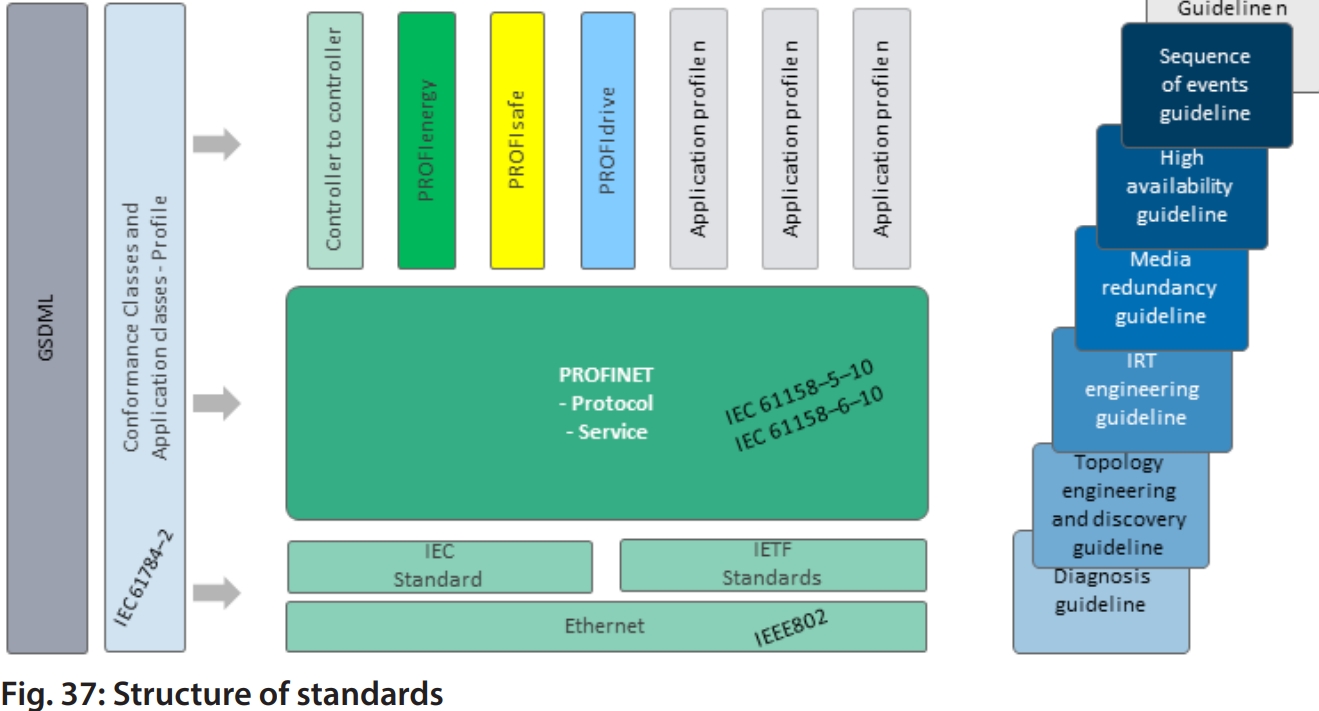 GSDML
Conformance Classes and
Application classes - Profile
IEC61784–2
Controller to controller
PROFIenergy
PROFIsafe
PROFIdrive
Application profile n
Application profile n
Application profile n
PROFINET
- Protocol
- Service
IEC 61158–5–10
IEC 61158–6–10
IEC
Standard
IETF
Standards
Ethernet
IEEE802
Guideline n
Sequence
of events
guideline
High
availability
guideline
Media
redundancy
guideline
IRT
engineering
guideline
Topology
engineering
and discovery
guideline
Diagnosis
guideline
Fig. 37: Structure of standards